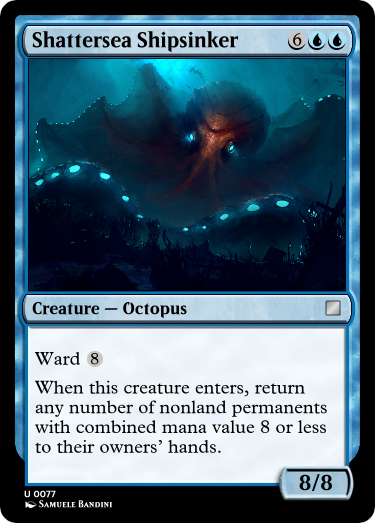 Shattersea Shipsinker 6
Creature — Octopus
Ward 8
When this creature enters, return
any number of nonland permanents
with combined mana value 8 or less
to their owners’ hands.
8/8
U 0077
Samuele Bandini